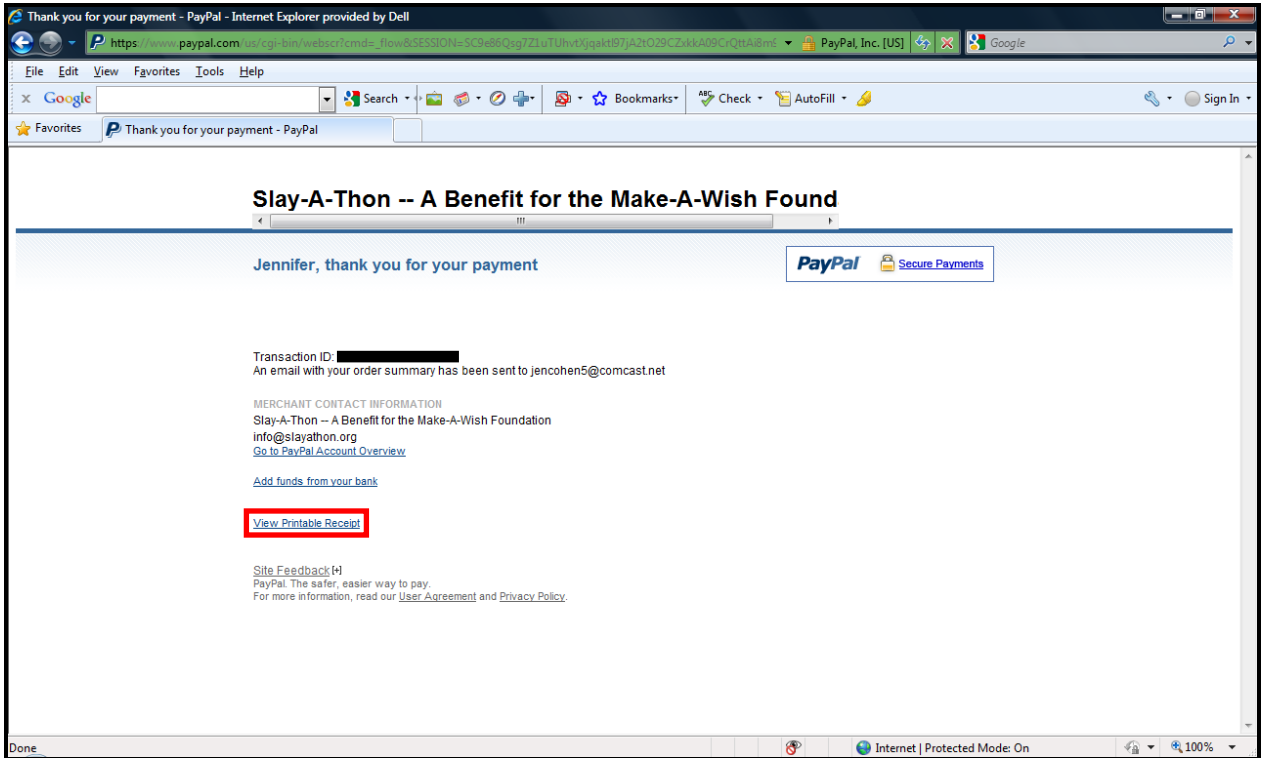 Thank you for your payment - PayPal - Internet Explorer provided by Dell
https://www.paypal.com/us/cgi-bin/webscr?cmd=_flow&SESSION= PayPal, Inc. [US] Google
File Edit View Favorites Tools Help
x Google Search Bookmarks ABC Check AutoFill Sign In
Favorites Thank you for your payment - PayPal
Slay-A-Thon -- A Benefit for the Make-A-Wish Found
Jennifer, thank you for your payment
PayPal Secure Payments
Transaction ID:
An email with your order summary has been sent to jencohen5@comcast.net
MERCHANT CONTACT INFORMATION
Slay-A-Thon -- A Benefit for the Make-A-Wish Foundation
info@slayathon.org
Go to PayPal Account Overview
Add funds from your bank
View Printable Receipt
Site Feedback [+]
PayPal. The safer, easier way to pay.
For more information, read our User Agreement and Privacy Policy.
Done Internet | Protected Mode: On 100%